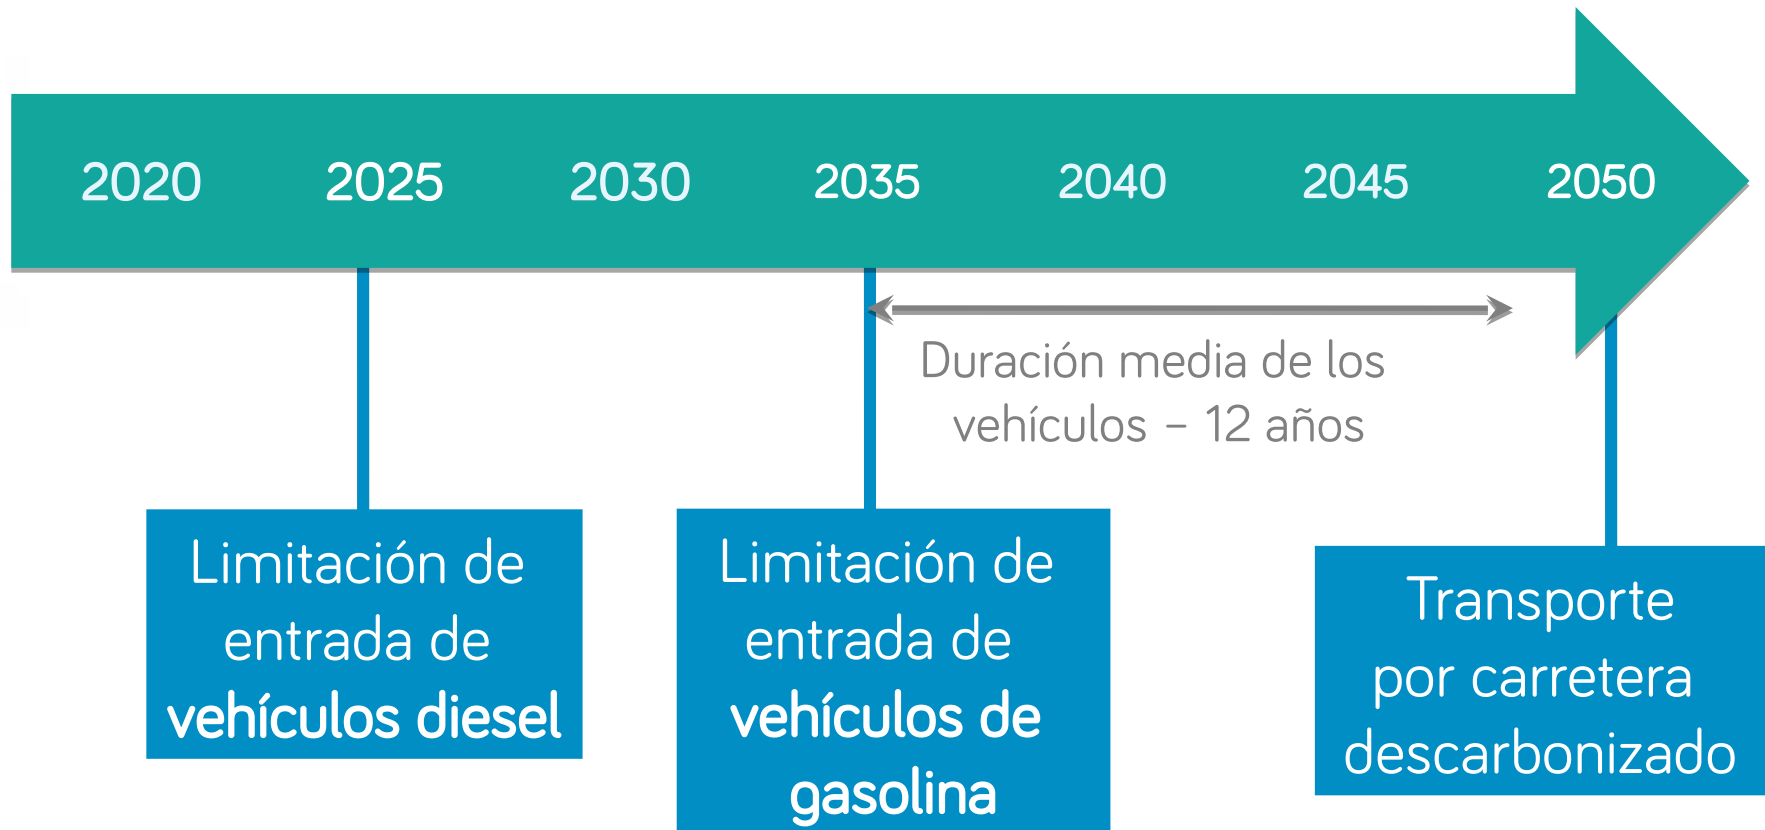 2020 2025 2030 2035 2040 2045 2050
Duración media de los
vehículos - 12 años
Limitación de
entrada de
vehículos diesel
Limitación de
entrada de
vehículos de
gasolina
Transporte
por carretera
descarbonizado